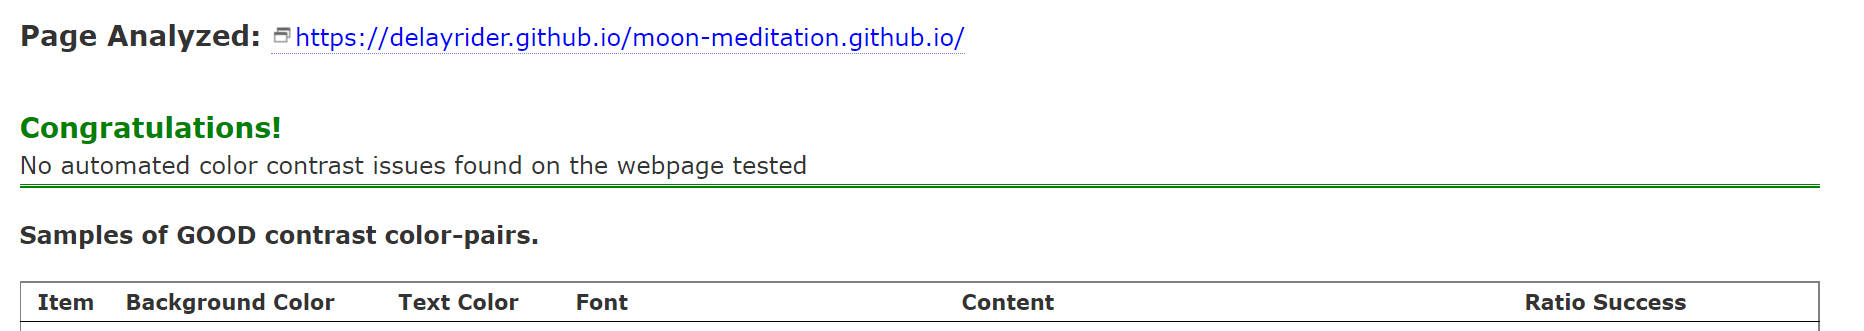 Page Analyzed: https://delayrider.github.io/moon-meditation.github.io/
Congratulations!
No automated color contrast issues found on the webpage tested
Samples of GOOD contrast color-pairs.
Item Background Color Text Color Font Content Ratio Success